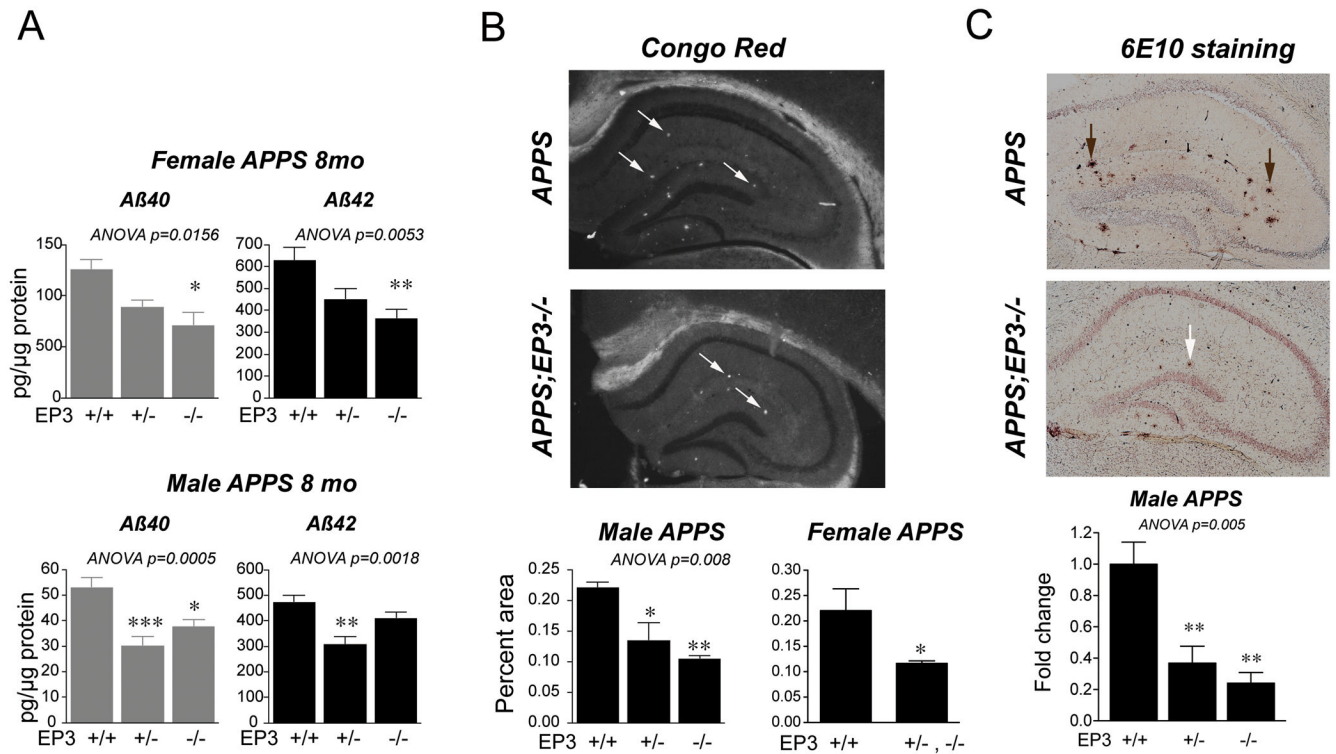 A
Female APPS 8mo
Aß40
Aß42
ANOVA p=0.0156
ANOVA p=0.0053
pg/µg protein
150
100
500
0
*
EP3 +/+ +/- -/-
700
600
500
400
300
200
100
0
**
+/+ +/- -/-
Male APPS 8 mo
Aß40
Aß42
ANOVA p=0.0005
ANOVA p=0.0018
pg/µg protein
60
50
40
30
20
10
0
***
*
EP3 +/+ +/- -/-
600
500
400
300
200
100
0
**
+/+ +/- -/-
B
Congo Red
APPS
APPS;EP3-/-
Male APPS
ANOVA p=0.008
Percent area
0.25
0.20
0.15
0.10
0.05
0.00
*
**
EP3 +/+ +/- -/-
Female APPS
0.30
0.25
0.20
0.15
0.10
0.05
0.00
*
EP3 +/+ +/- , -/-
C
6E10 staining
APPS
APPS;EP3-/-
Male APPS
ANOVA p=0.005
Fold change
1.2
1.0
0.8
0.6
0.4
0.2
0.0
**
**
EP3 +/+ +/- -/-